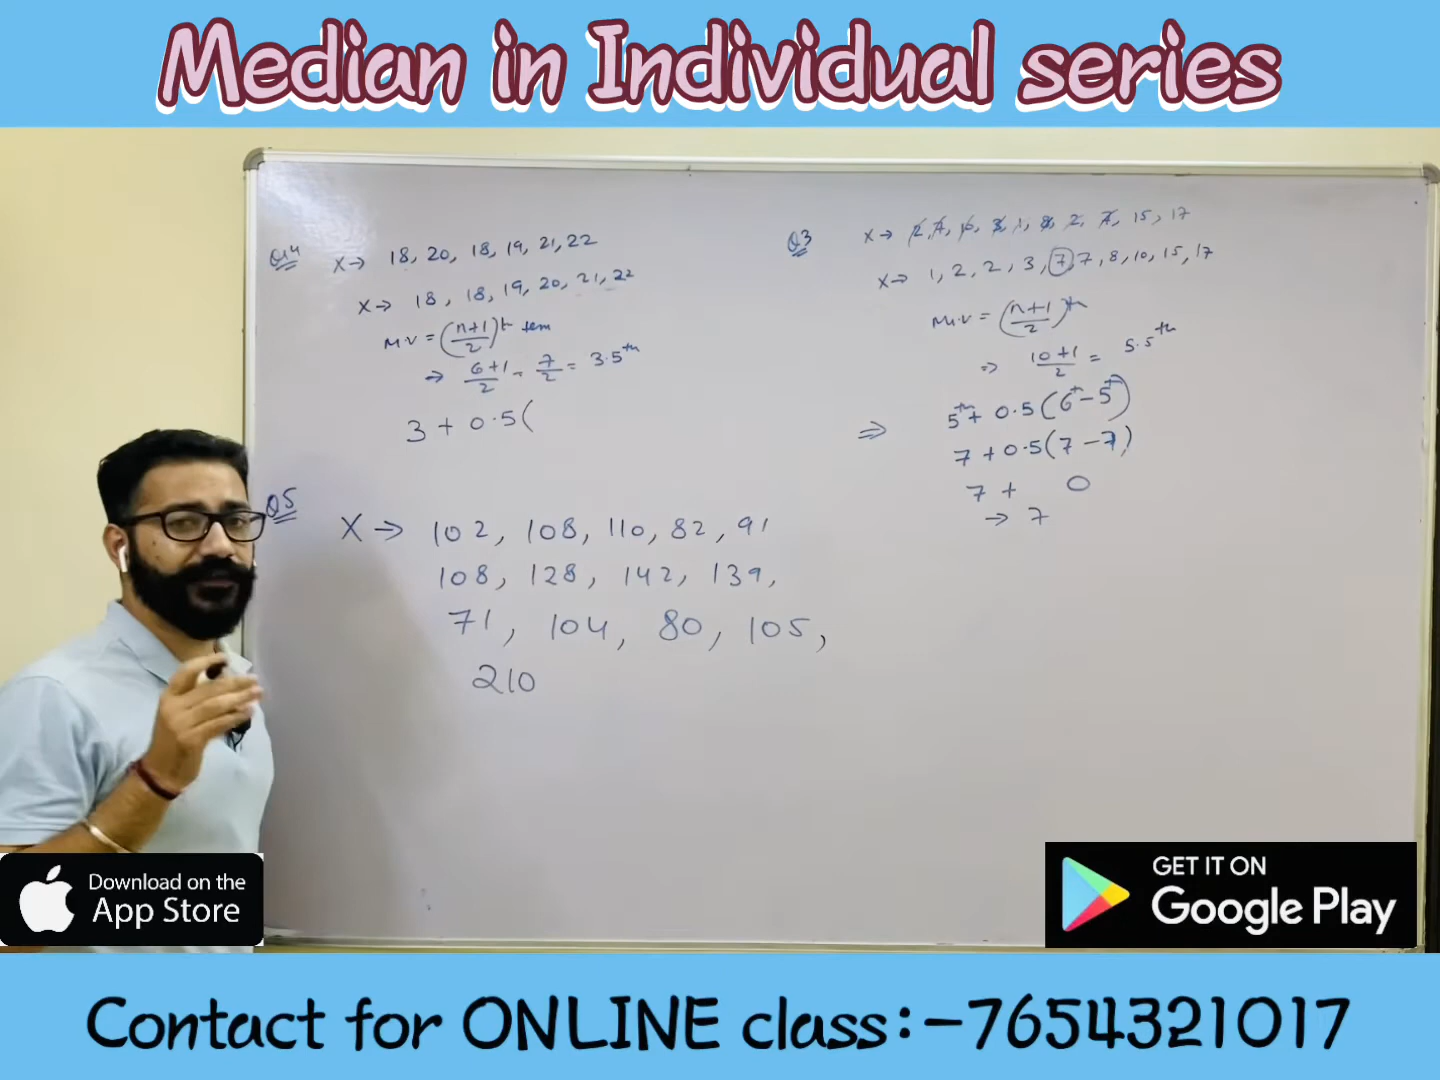 Median in Individual series
Q4 X→ 18, 20, 18, 19, 21, 22
X→ 18, 18, 19, 20, 21, 22
M.V = (n+1/2)th tem
→ 6+1/2 = 7/2 = 3.5th
3 + 0.5(
Q3 X→ 15, 17
X→ 1, 2, 2, 3, 7, 7, 8, 10, 15, 17
M.V = (n+1/2)th
=> 10+1/2 = 5.5th
=> 5th + 0.5(6th - 5th)
7 + 0.5(7 - 7)
7 + 0
→ 7
Q5 X → 102, 108, 110, 82, 91
108, 128, 142, 139,
71, 104, 80, 105,
210
Download on the
App Store
GET IT ON
Google Play
Contact for ONLINE class:-7654321017